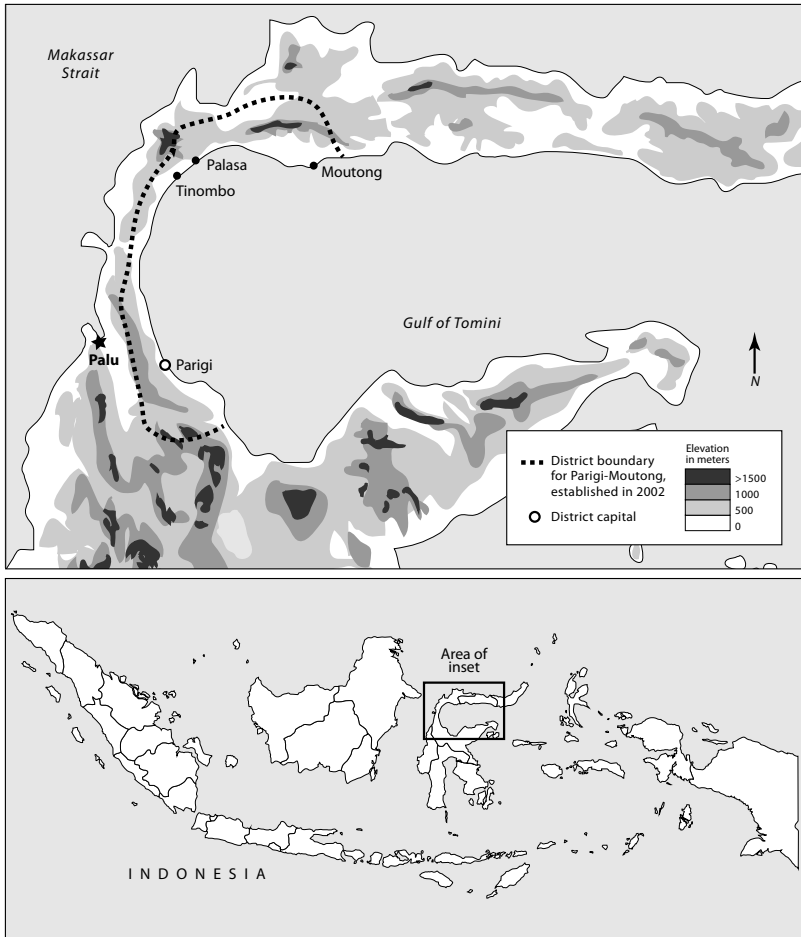 Makassar
Strait
Palasa
Tinombo
Moutong
Gulf of Tomini
Palu
Parigi
N
District boundary
for Parigi-Moutong,
established in 2002
District capital
Elevation
in meters
>1500
1000
500
0
Area of
inset
INDONESIA